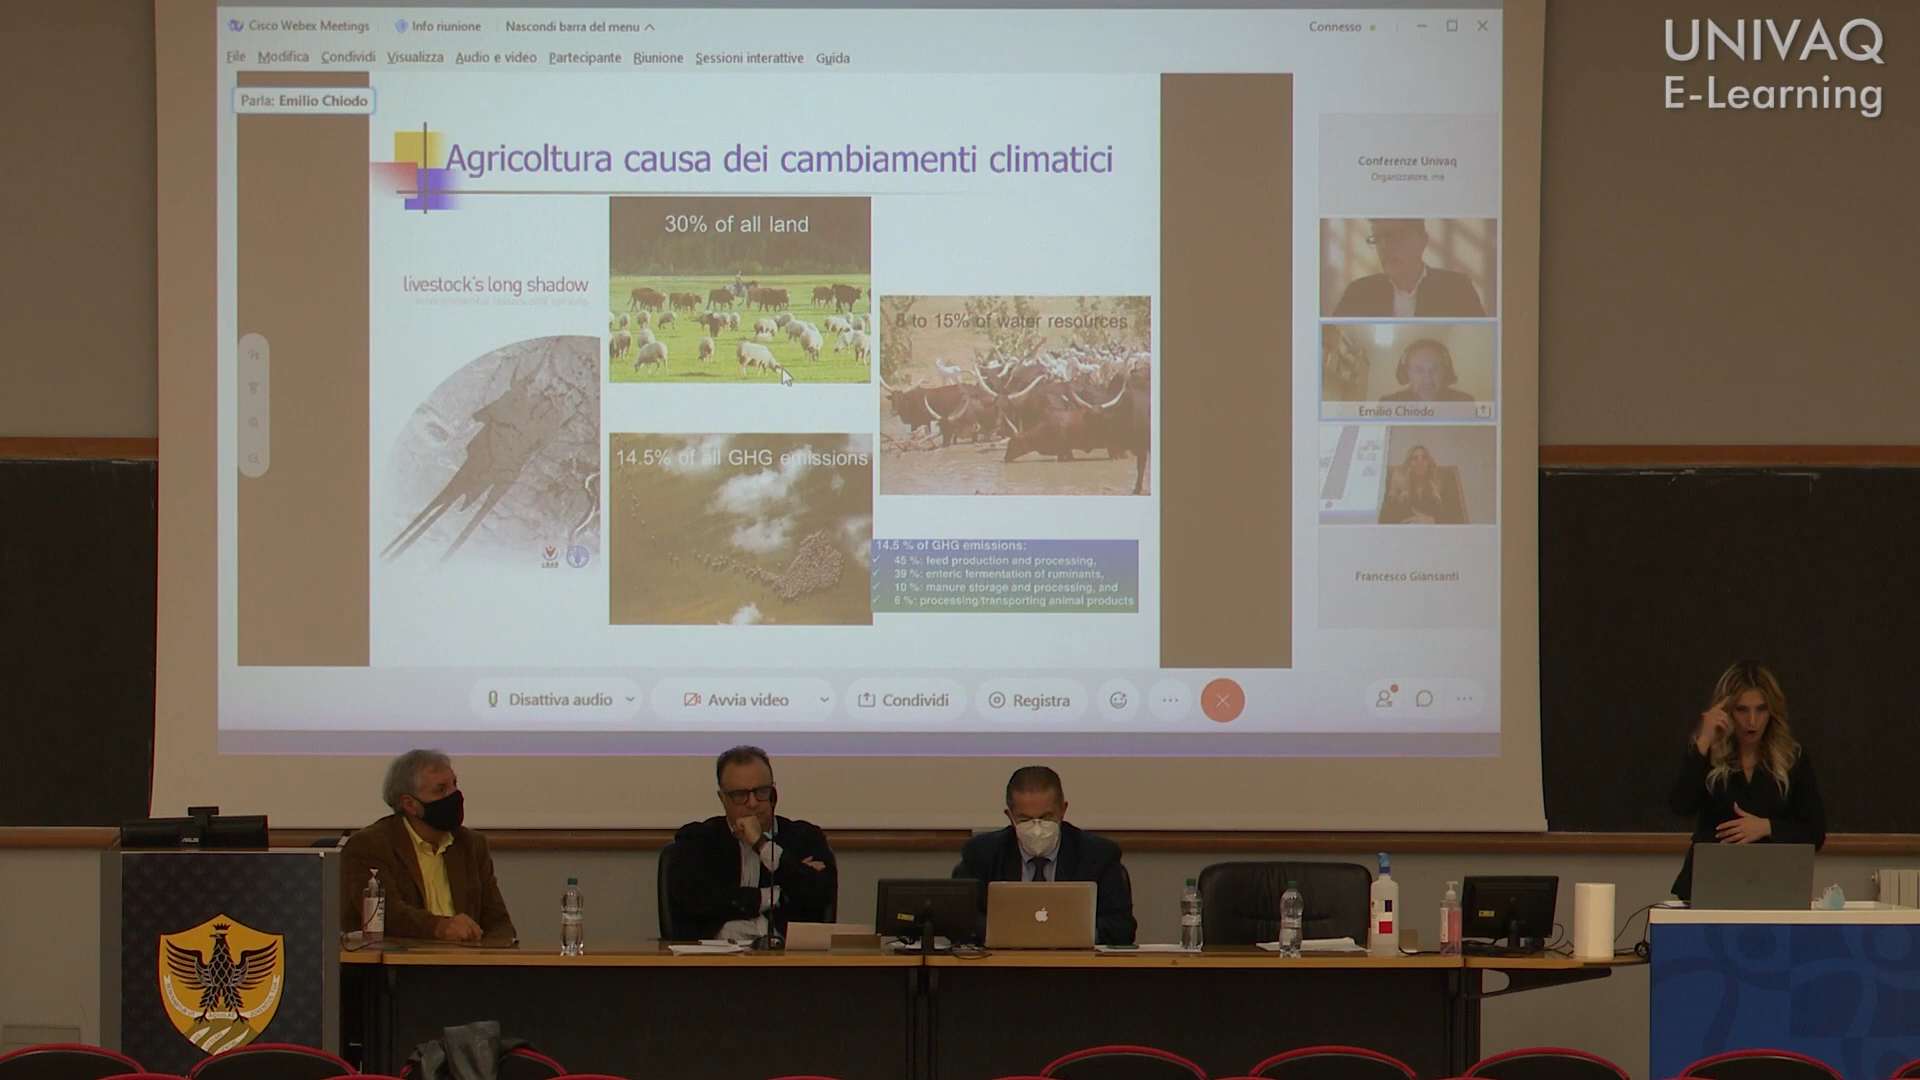 UNIVAQ
E-Learning
Cisco Webex Meetings
Info riunione
Nascondi barra del menu
Connesso
File Modifica Condividi Visualizza Audio e video Partecipante Riunione Sessioni interattive Guida
Parla: Emilio Chiodo
Agricoltura causa dei cambiamenti climatici
livestock's long shadow
30% of all land
8 to 15% of water resources
14.5% of all GHG emissions
14.5 % of GHG emissions:
45 %: feed production and processing,
39 %: enteric fermentation of ruminants,
10 %: manure storage and processing, and
6 %: processing/transporting animal products
Conferenze Univaq
Organizzatore, me
Emilio Chiodo
Francesco Giansanti
Disattiva audio
Avvia video
Condividi
Registra